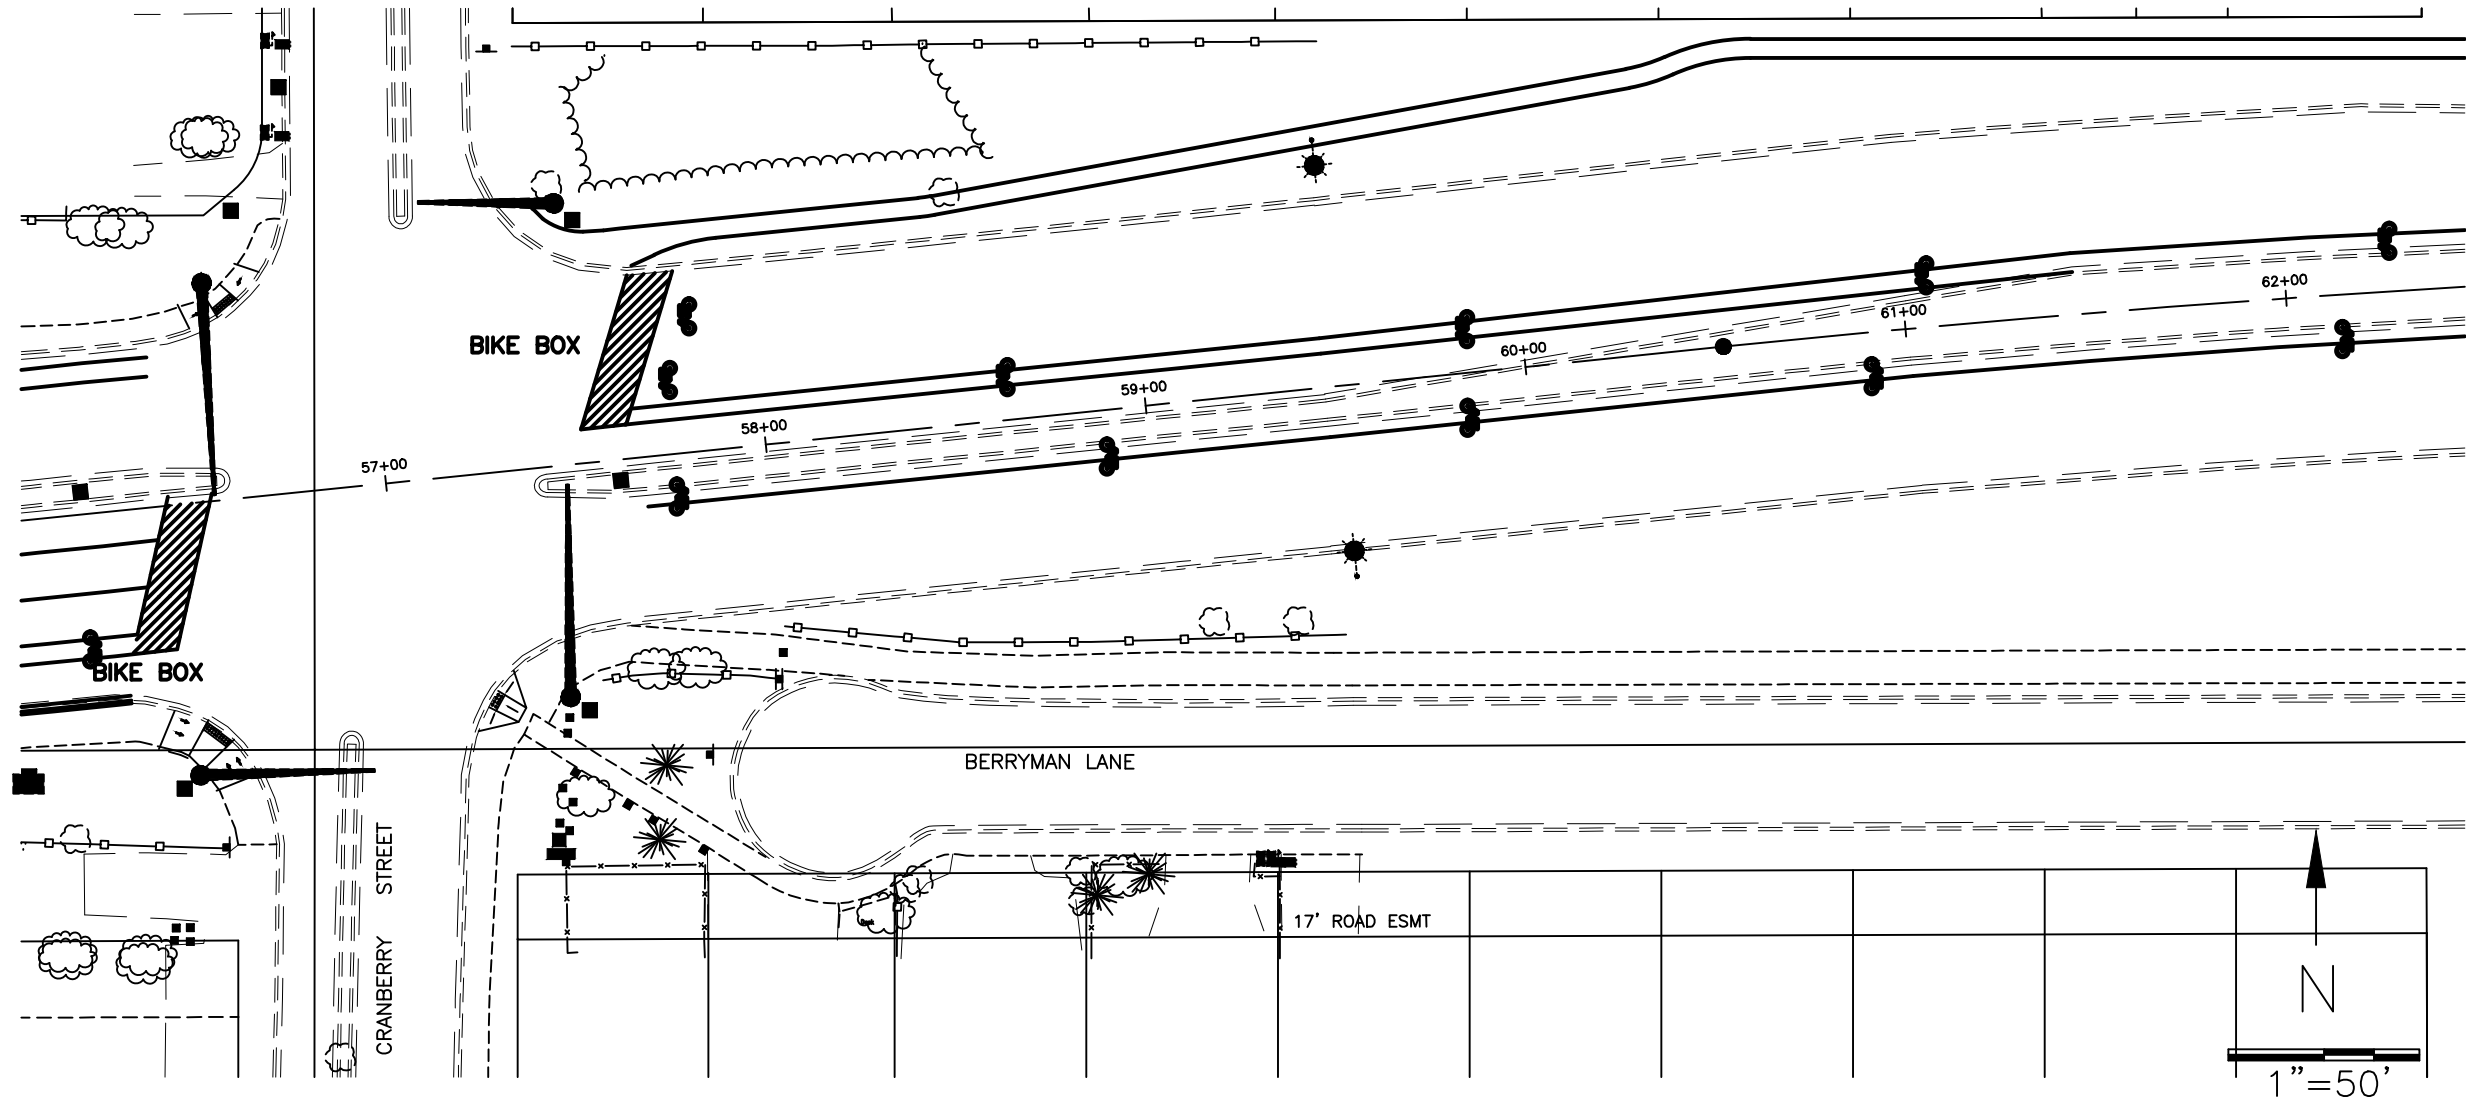 62+00
61+00
60+00
BIKE BOX
59+00
58+00
57+00
BIKE BOX
BERRYMAN LANE
CRANBERRY STREET
17' ROAD ESMT
N
1"=50'